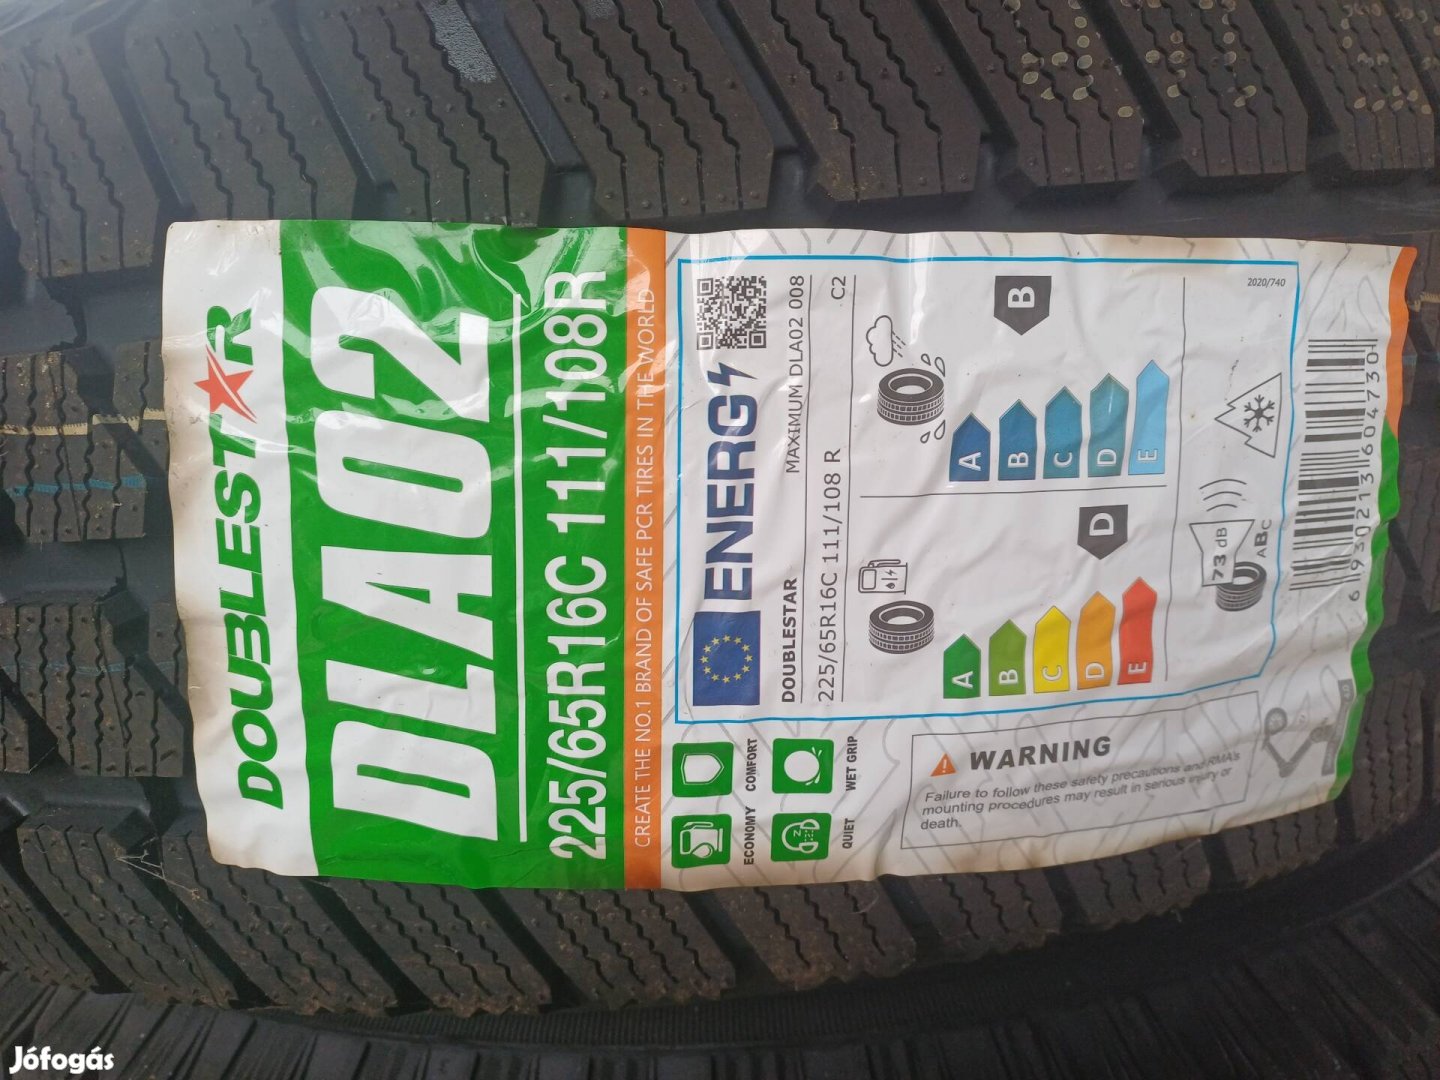 DOUBLESTAR
DLA02
225/65R16C 111/108R
CREATE THE NO.1 BRAND OF SAFE PCR TIRES IN THE WORLD
ENERG
DOUBLESTAR MAXIMUM DLA02 008
225/65R16C 111/108 R C2
A
B
C
D
E
D
A
B
C
D
E
B
73 dB
ABC
2020/740
6 930213 604730
ECONOMY COMFORT
QUIET WET GRIP
WARNING
Failure to follow these safety precautions and RMA's
mounting procedures may result in serious injury or
death.
Jófogás